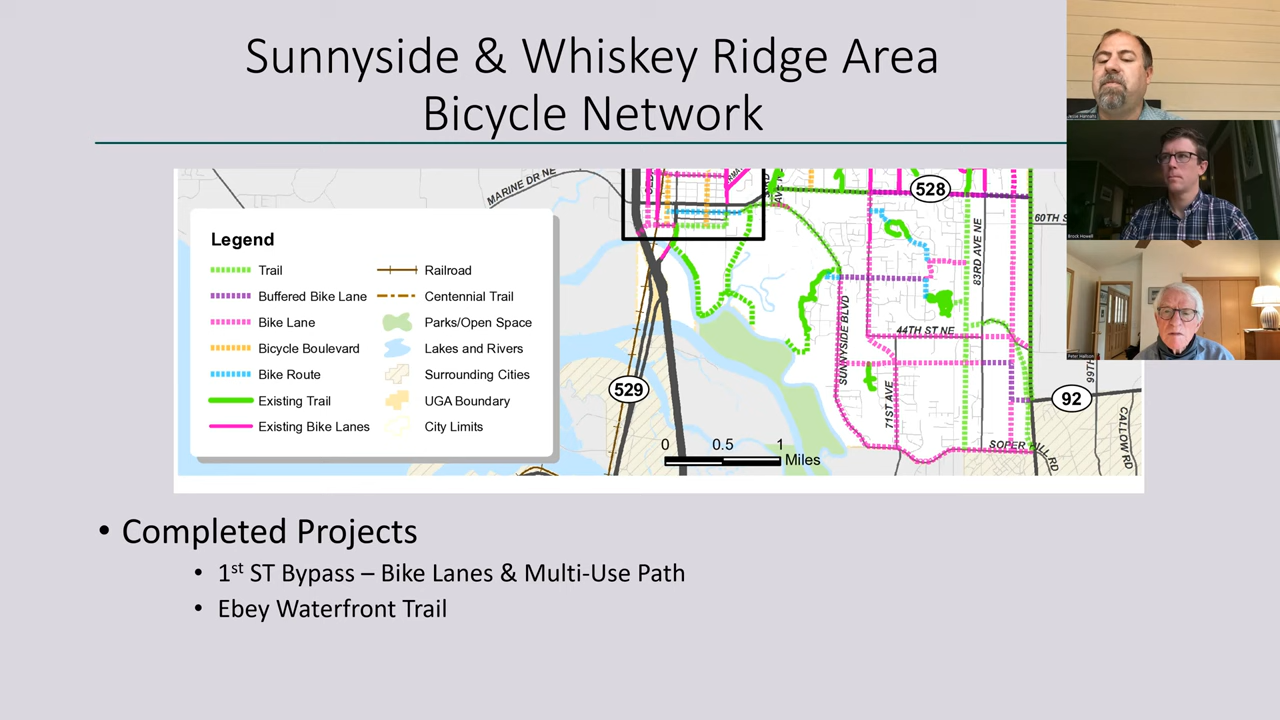 Sunnyside & Whiskey Ridge Area
Bicycle Network
MARINE DR NE
528
60TH S
83RD AVE NE
Legend
Trail
Buffered Bike Lane
Bike Lane
Bicycle Boulevard
Bike Route
Existing Trail
Existing Bike Lanes
Railroad
Centennial Trail
Parks/Open Space
Lakes and Rivers
Surrounding Cities
UGA Boundary
City Limits
529
SUNNYSIDE BLVD
44TH ST NE
71ST AVE
92
99TH
CALLOW RD
SOPER HILL RD
0 0.5 1
Miles
• Completed Projects
• 1st ST Bypass – Bike Lanes & Multi-Use Path
• Ebey Waterfront Trail
Brock Howell